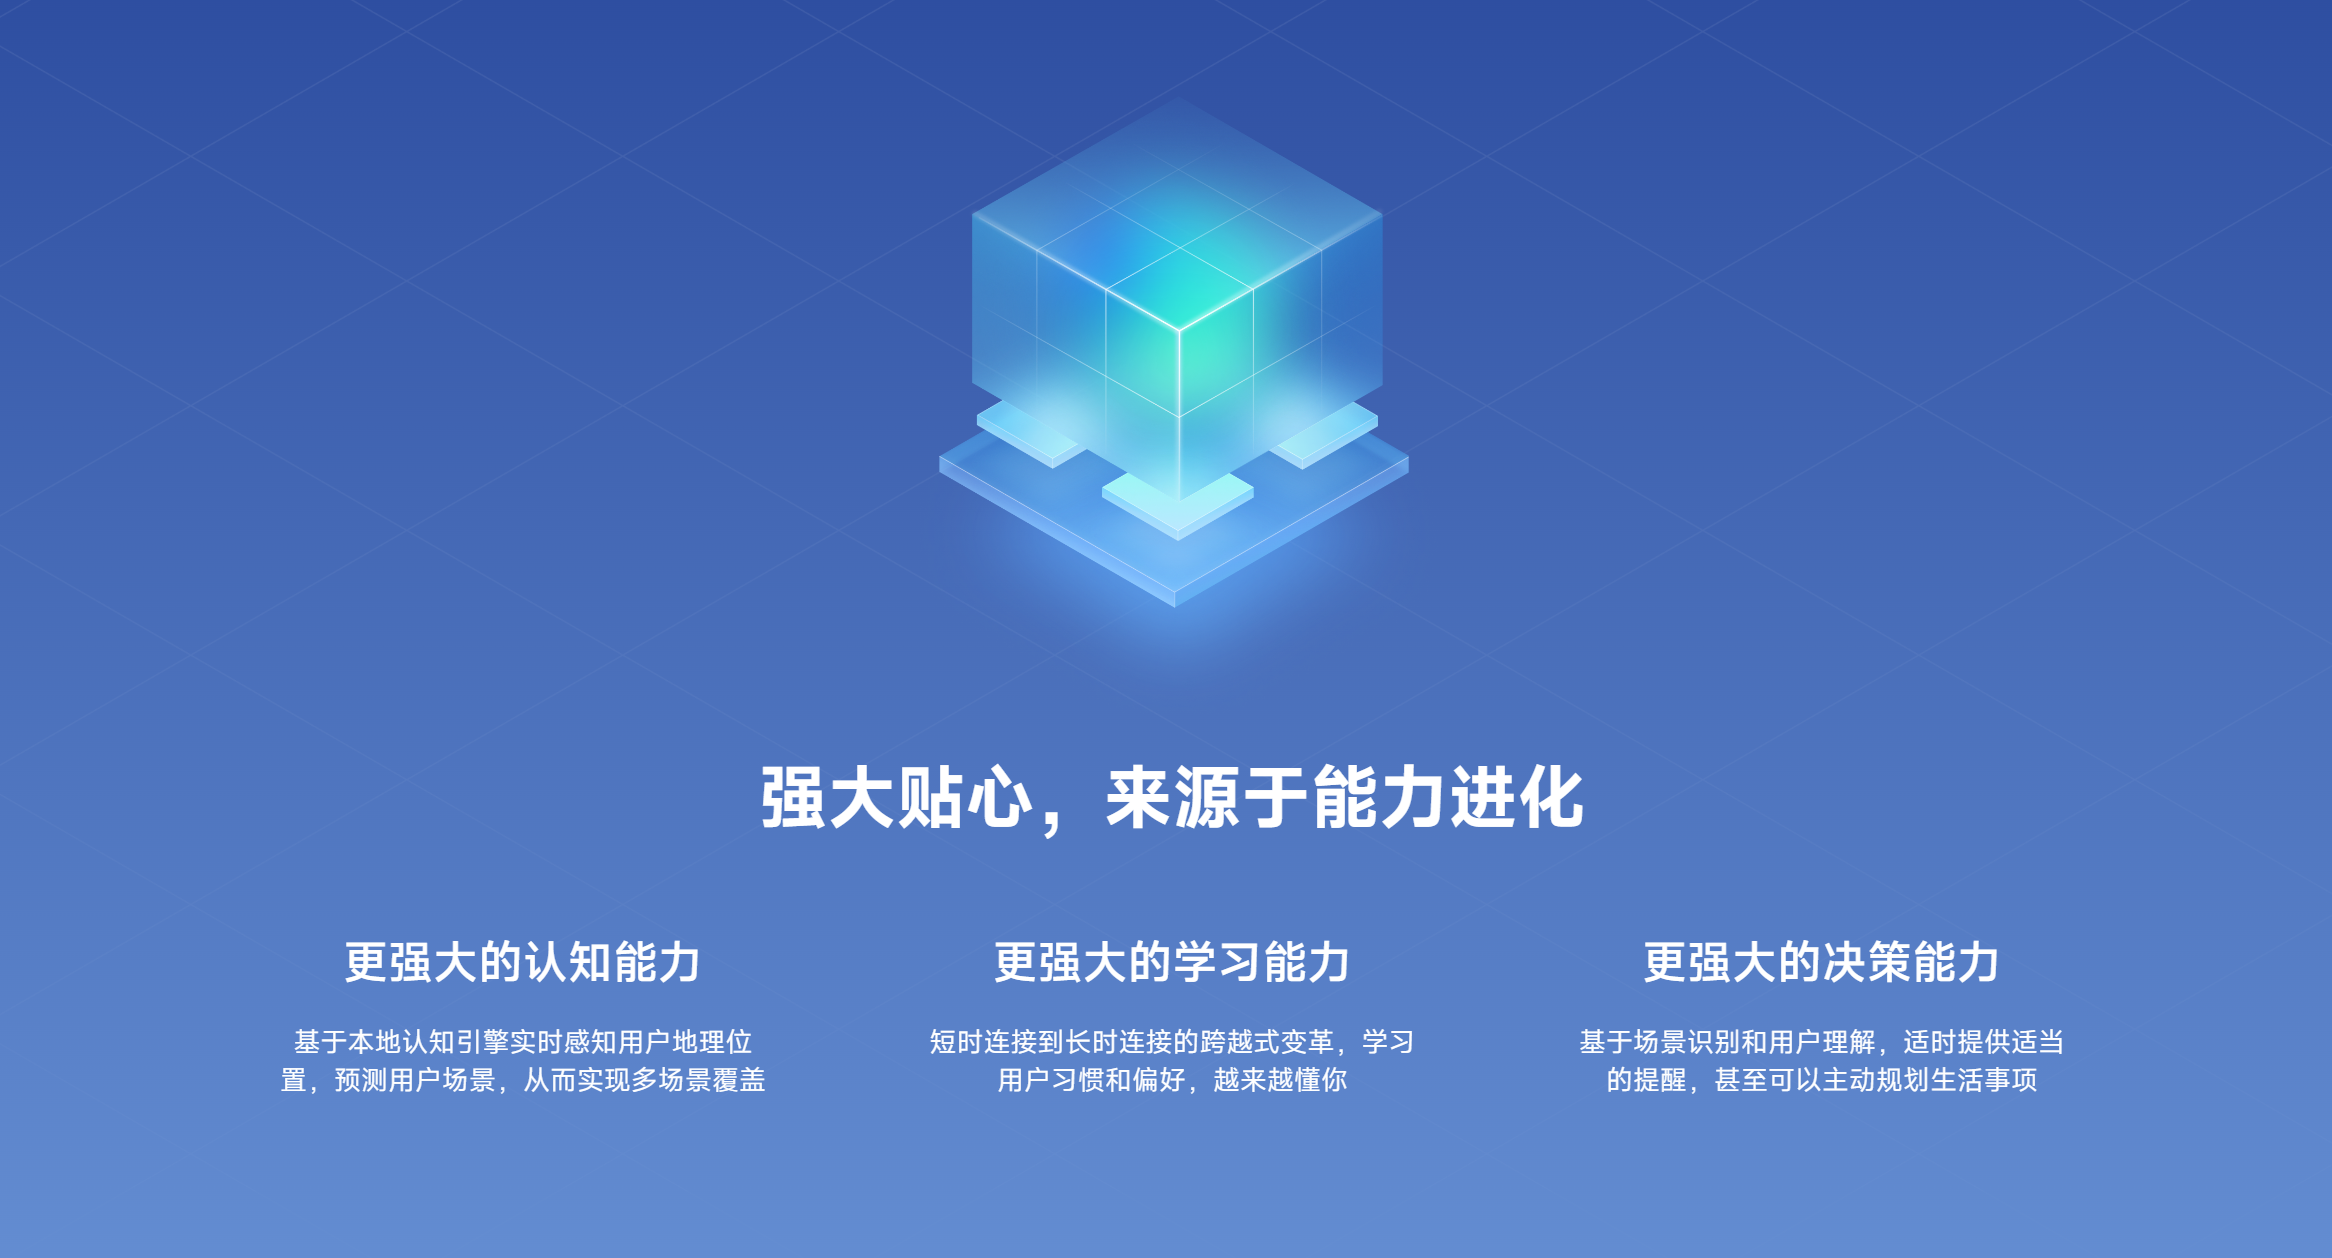 强大贴心，来源于能力进化
更强大的认知能力
基于本地认知引擎实时感知用户地理位
置，预测用户场景，从而实现多场景覆盖
更强大的学习能力
短时连接到长时连接的跨越式变革，学习
用户习惯和偏好，越来越懂你
更强大的决策能力
基于场景识别和用户理解，适时提供适当
的提醒，甚至可以主动规划生活事项